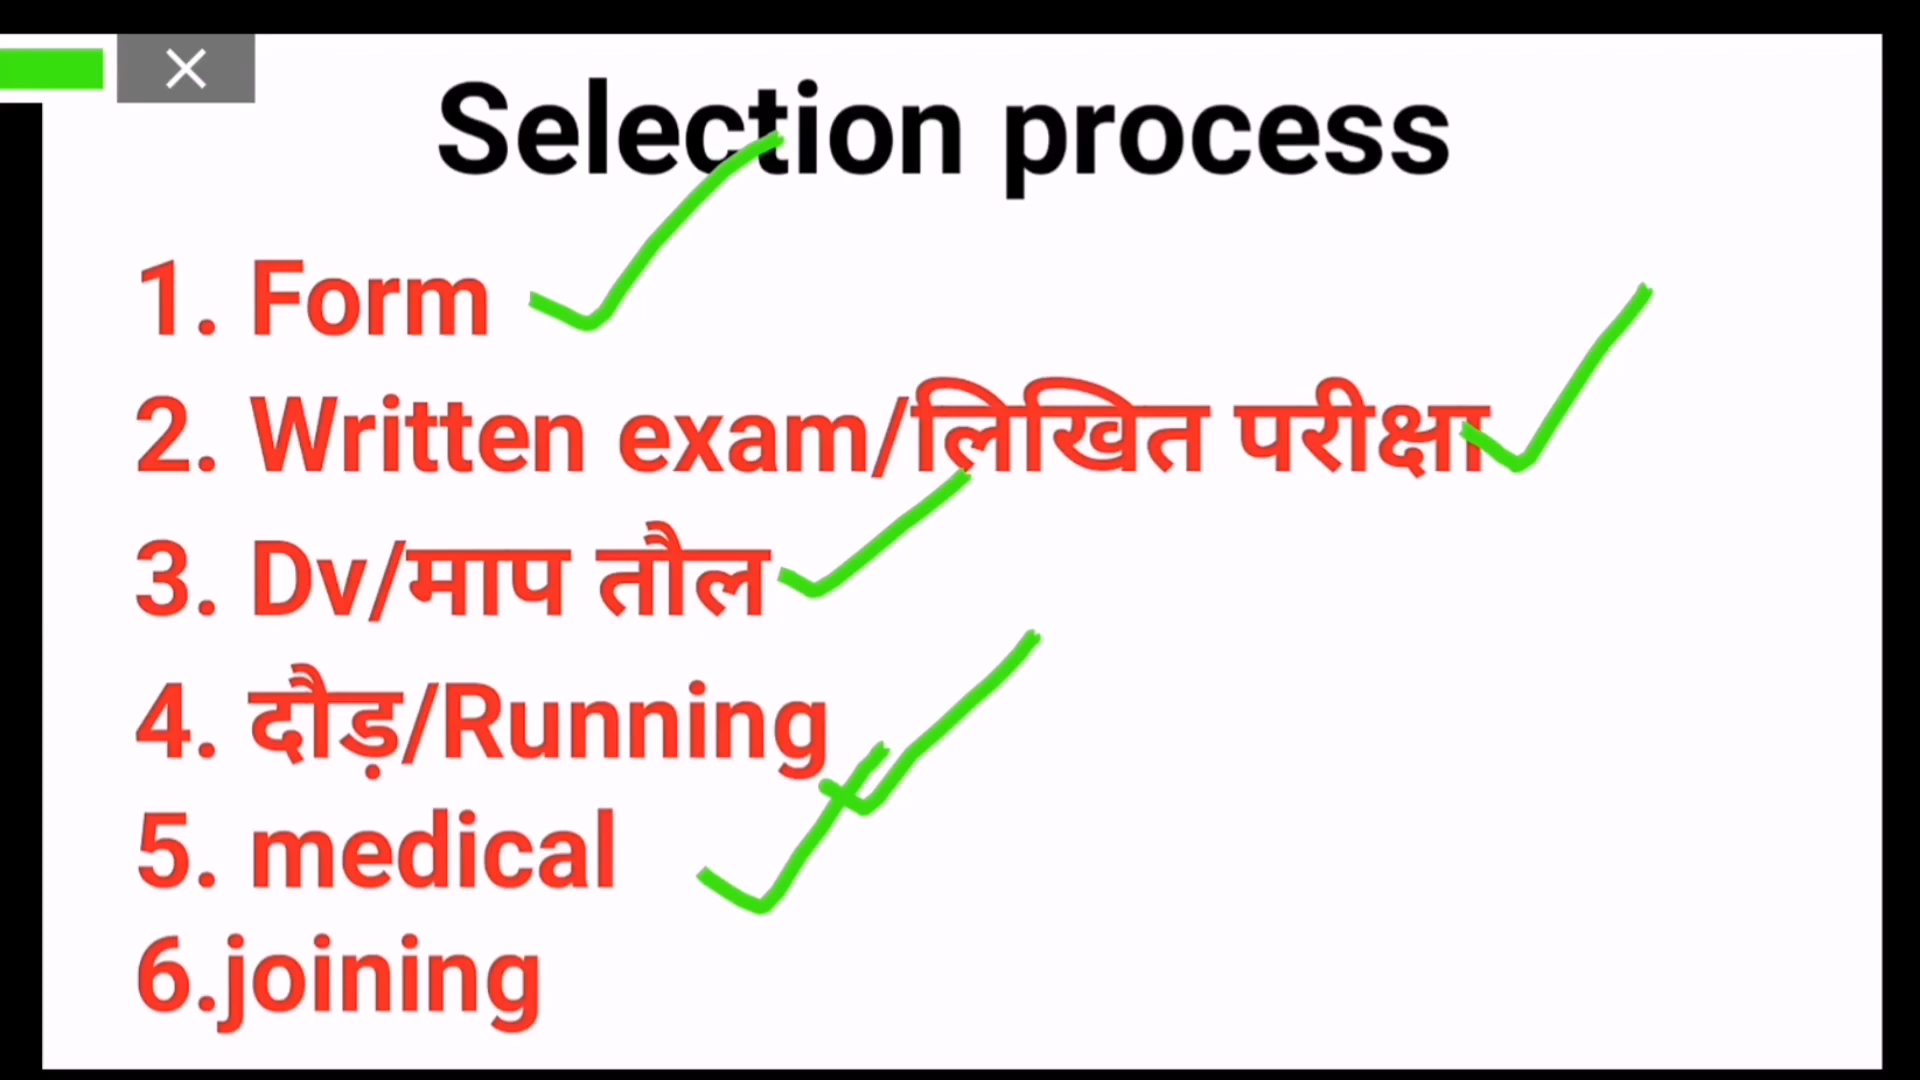 Selection process
1. Form
2. Written exam/लिखित परीक्षा
3. Dv/माप तौल
4. दौड़/Running
5. medical
6.joining